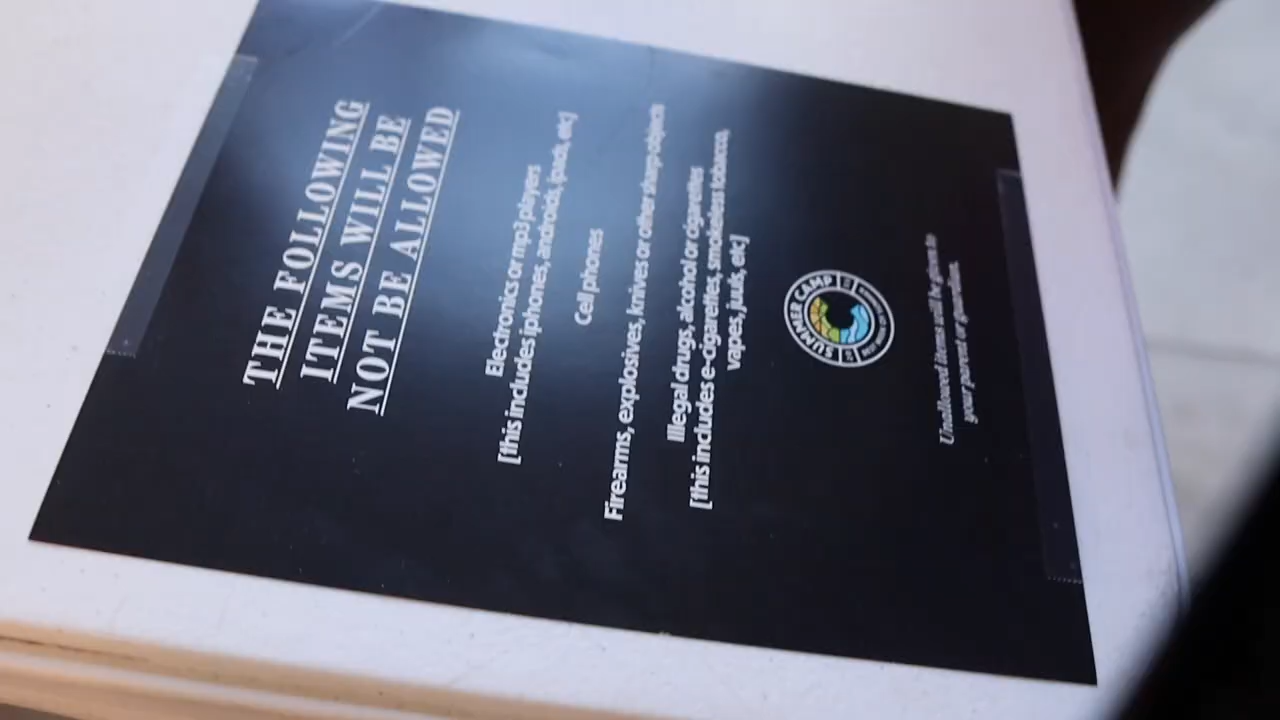 THE FOLLOWING
ITEMS WILL BE
NOT BE ALLOWED
Electronics or mp3 players
[this includes iphones, androids, ipads, etc]
Cell phones
Firearms, explosives, knives or other sharp objects
Illegal drugs, alcohol or cigarettes
[this includes e-cigarettes, smokeless tobacco,
vapes, juuls, etc]
SUMMER CAMP
Unallowed items will be given to
your parent or guardian.